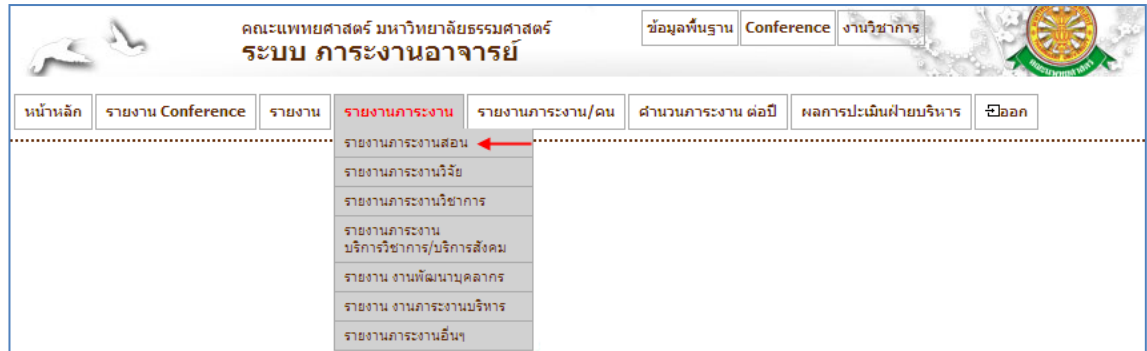 คณะแพทยศาสตร์ มหาวิทยาลัยธรรมศาสตร์
ระบบ ภาระงานอาจารย์
ข้อมูลพื้นฐาน Conference งานวิชาการ
หน้าหลัก รายงาน Conference รายงาน รายงานภาระงาน รายงานภาระงาน/คน คำนวนภาระงาน ต่อปี ผลการประเมินฝ่ายบริหาร ออก
รายงานภาระงานสอน
รายงานภาระงานวิจัย
รายงานภาระงานวิชาการ
รายงานภาระงาน
บริการวิชาการ/บริการสังคม
รายงาน งานพัฒนาบุคลากร
รายงาน งานภาระงานบริหาร
รายงานภาระงานอื่นๆ